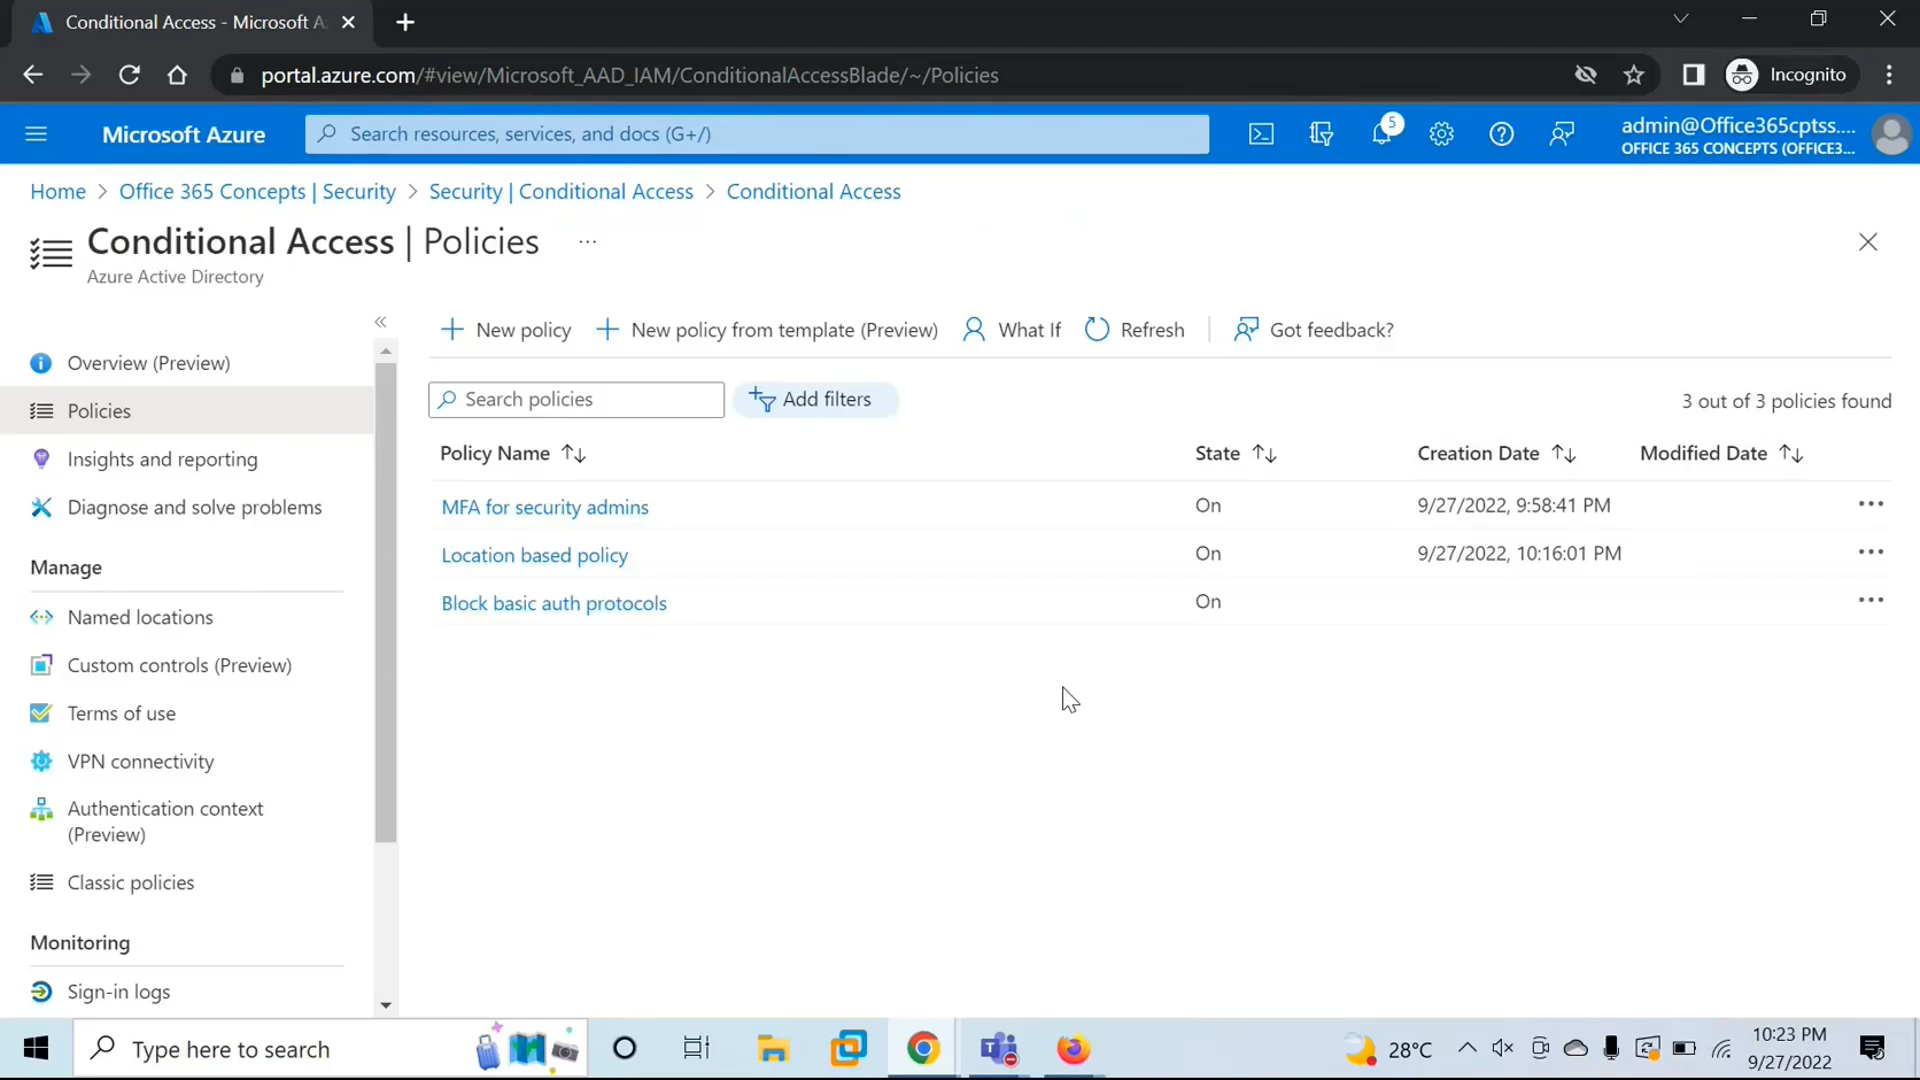 Conditional Access - Microsoft A
portal.azure.com/#view/Microsoft_AAD_IAM/ConditionalAccessBlade/~/Policies
Incognito
Microsoft Azure
Search resources, services, and docs (G+/)
5
admin@Office365cptss....
OFFICE 365 CONCEPTS (OFFICE3...
Home > Office 365 Concepts | Security > Security | Conditional Access > Conditional Access
Conditional Access | Policies ...
Azure Active Directory
«
Overview (Preview)
Policies
Insights and reporting
Diagnose and solve problems
Manage
Named locations
Custom controls (Preview)
Terms of use
VPN connectivity
Authentication context
(Preview)
Classic policies
Monitoring
Sign-in logs
New policy New policy from template (Preview) What If Refresh Got feedback?
Search policies Add filters
3 out of 3 policies found
Policy Name State Creation Date Modified Date
MFA for security admins On 9/27/2022, 9:58:41 PM
Location based policy On 9/27/2022, 10:16:01 PM
Block basic auth protocols On
Type here to search
28°C
10:23 PM
9/27/2022